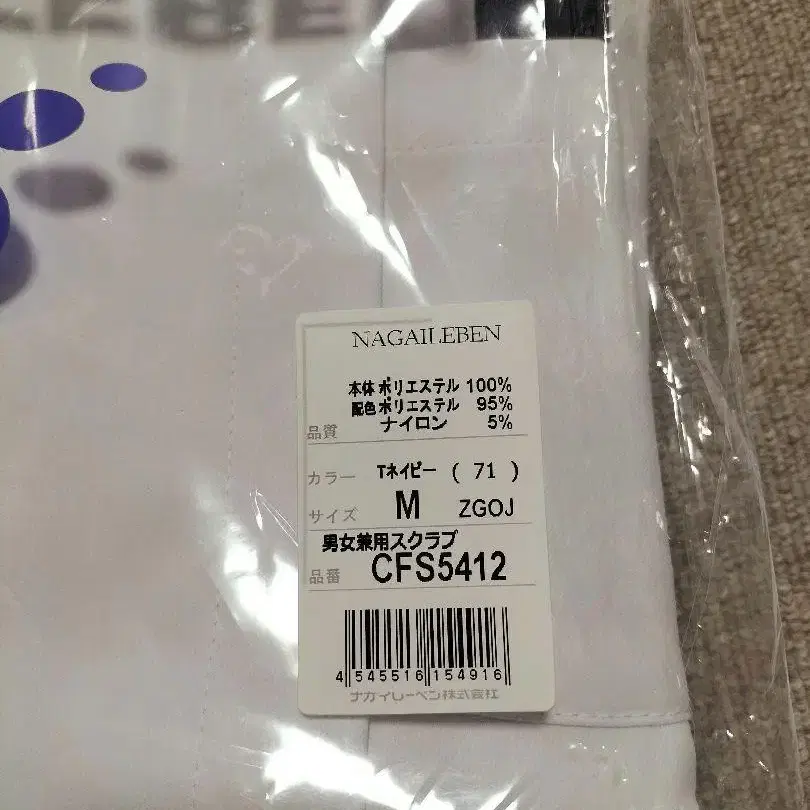 NAGAILEBEN
本体 ポリエステル 100%
配色 ポリエステル 95%
品質 ナイロン 5%
カラー Tネイビー ( 71 )
サイズ M ZGOJ
男女兼用スクラブ
品番 CFS5412
4 545516 154916
ナガイレーベン株式会社